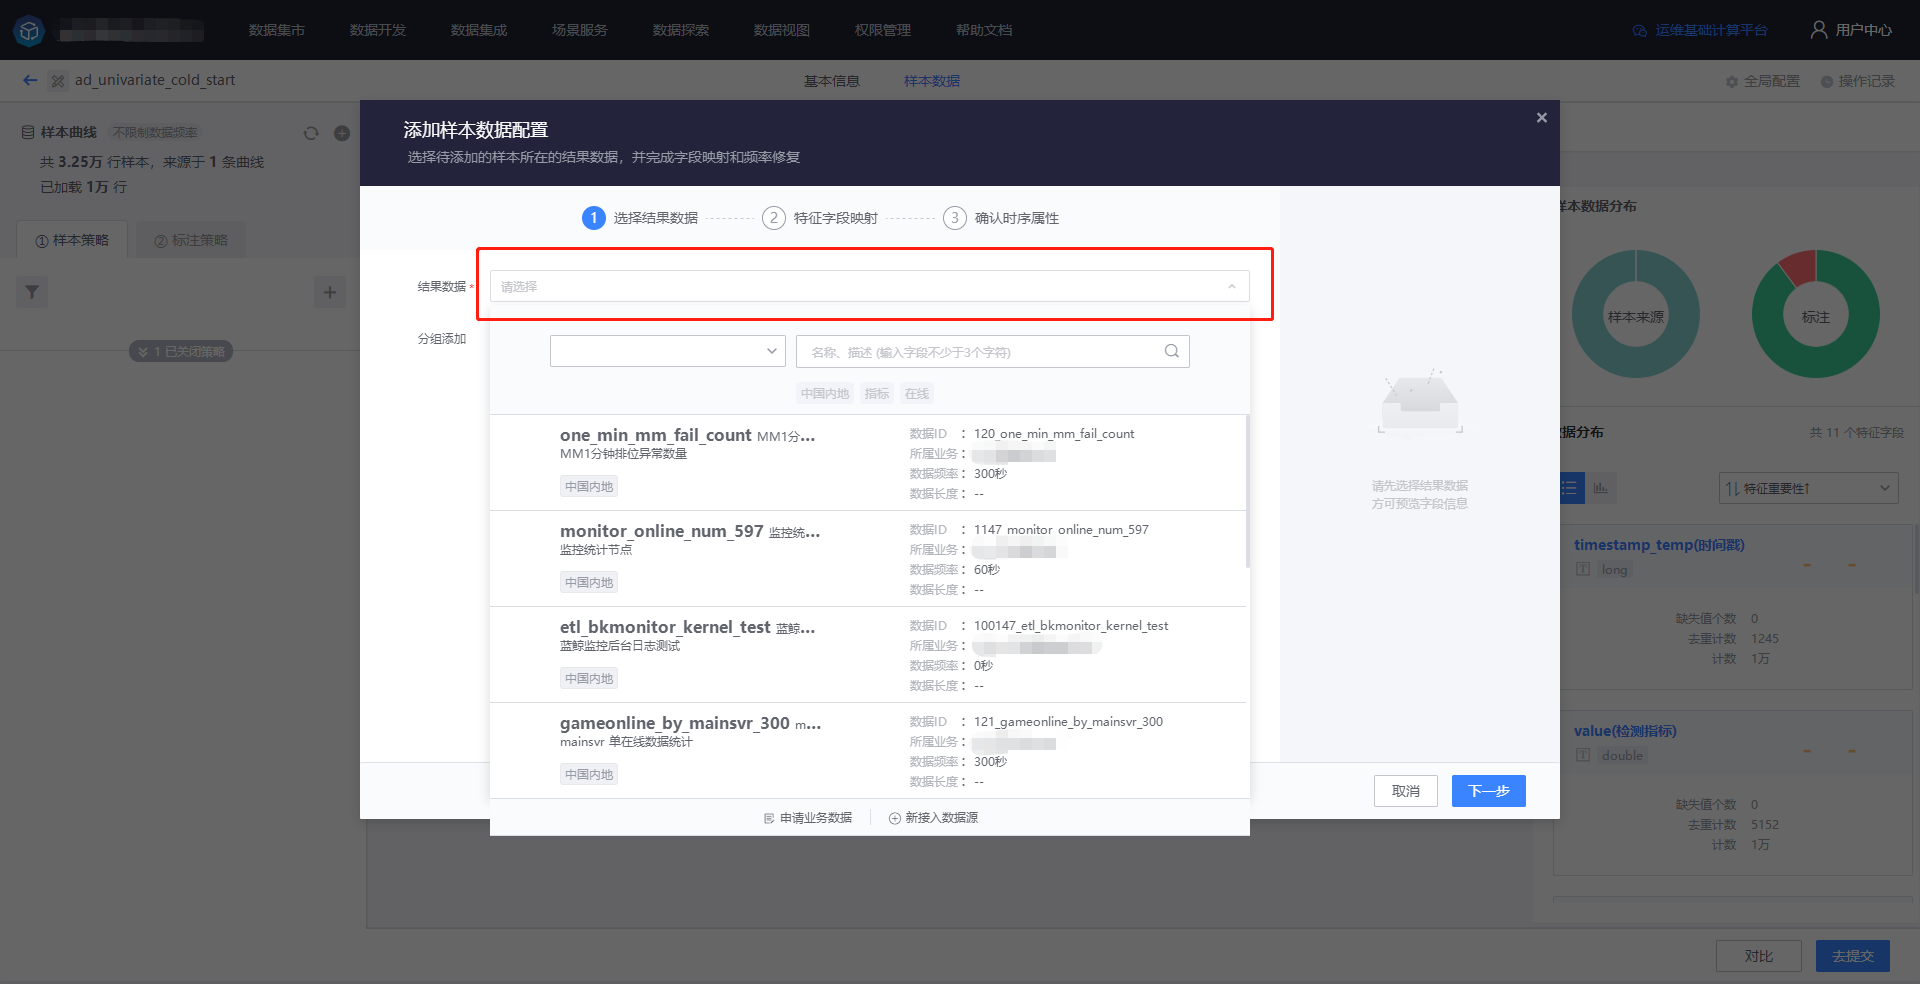 数据集市 数据开发 数据集成 场景服务 数据探索 数据视图 权限管理 帮助文档 运维基础计算平台 用户中心
ad_univariate_cold_start 基本信息 样本数据 全局配置 操作记录
样本曲线 不限制数据频率
共 3.25万 行样本，来源于 1 条曲线
已加载 1万 行
① 样本策略 ② 标注策略
1 已关闭策略
添加样本数据配置
选择待添加的样本所在的结果数据，并完成字段映射和频率修复
1 选择结果数据 2 特征字段映射 3 确认时序属性
结果数据 * 请选择
分组添加
名称、描述 (输入字段不少于3个字符)
中国内地 指标 在线
one_min_mm_fail_count MM1分...
MM1分钟排位异常数量
中国内地
数据ID : 120_one_min_mm_fail_count
所属业务 :
数据频率 : 300秒
数据长度 : --
monitor_online_num_597 监控统...
监控统计节点
中国内地
数据ID : 1147_monitor_online_num_597
所属业务 :
数据频率 : 60秒
数据长度 : --
etl_bkmonitor_kernel_test 蓝鲸...
蓝鲸监控后台日志测试
中国内地
数据ID : 100147_etl_bkmonitor_kernel_test
所属业务 :
数据频率 : 0秒
数据长度 : --
gameonline_by_mainsvr_300 m...
mainsvr 单在线数据统计
中国内地
数据ID : 121_gameonline_by_mainsvr_300
所属业务 :
数据频率 : 300秒
数据长度 : --
申请业务数据 新接入数据源
请先选择结果数据
方可预览字段信息
取消 下一步
样本数据分布
样本来源 标注
数据分布 共 11 个特征字段
特征重要性↑
timestamp_temp(时间戳)
long
缺失值个数 0
去重计数 1245
计数 1万
value(检测指标)
double
缺失值个数 0
去重计数 5152
计数 1万
对比 去提交